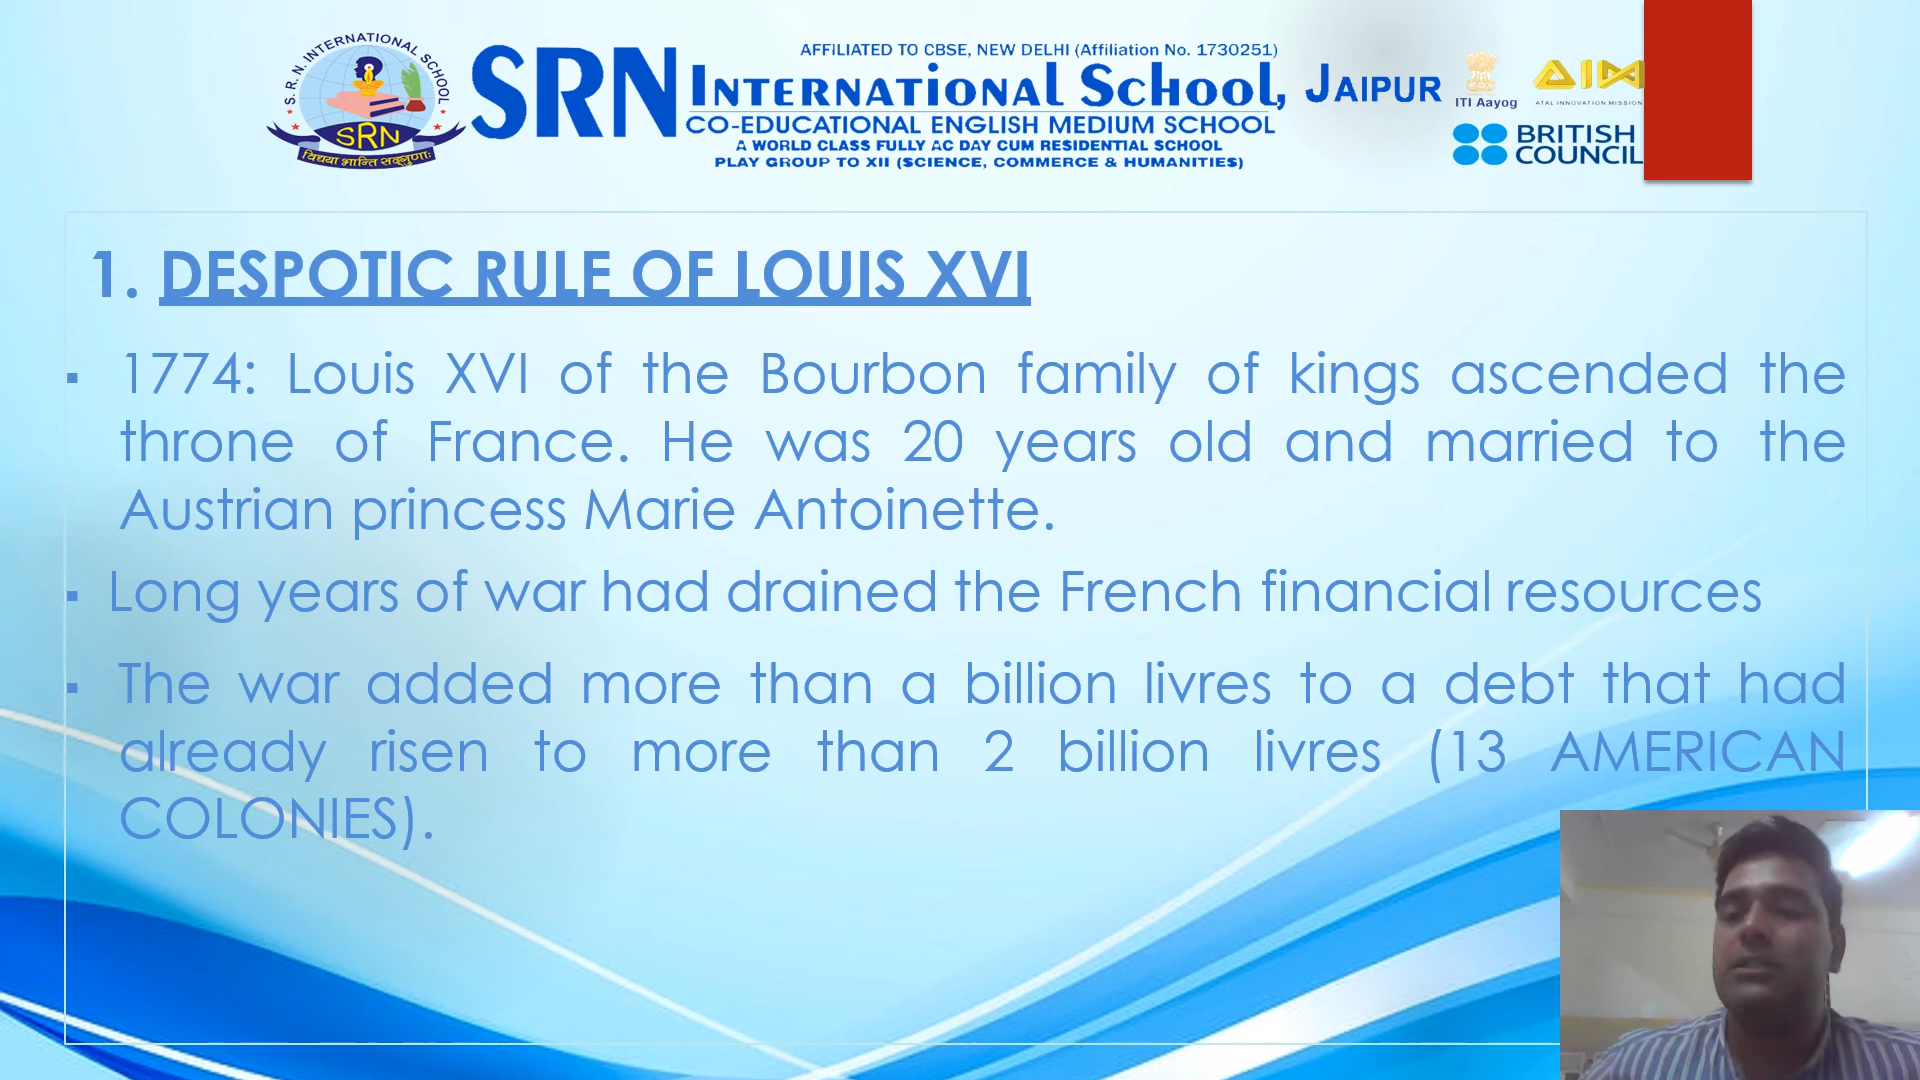 S. R. N. INTERNATIONAL SCHOOL
SRN
विद्यया भान्ति सद्गुणाः
AFFILIATED TO CBSE, NEW DELHI (Affiliation No. 1730251)
SRN INTERNATIONAL SCHOOL, JAIPUR
CO-EDUCATIONAL ENGLISH MEDIUM SCHOOL
A WORLD CLASS FULLY AC DAY CUM RESIDENTIAL SCHOOL
PLAY GROUP TO XII (SCIENCE, COMMERCE & HUMANITIES)
ITI Aayog
AIM
ATAL INNOVATION MISSION
BRITISH
COUNCIL
1. DESPOTIC RULE OF LOUIS XVI
▪ 1774: Louis XVI of the Bourbon family of kings ascended the
throne of France. He was 20 years old and married to the
Austrian princess Marie Antoinette.
▪ Long years of war had drained the French financial resources
▪ The war added more than a billion livres to a debt that had
already risen to more than 2 billion livres (13 AMERICAN
COLONIES).